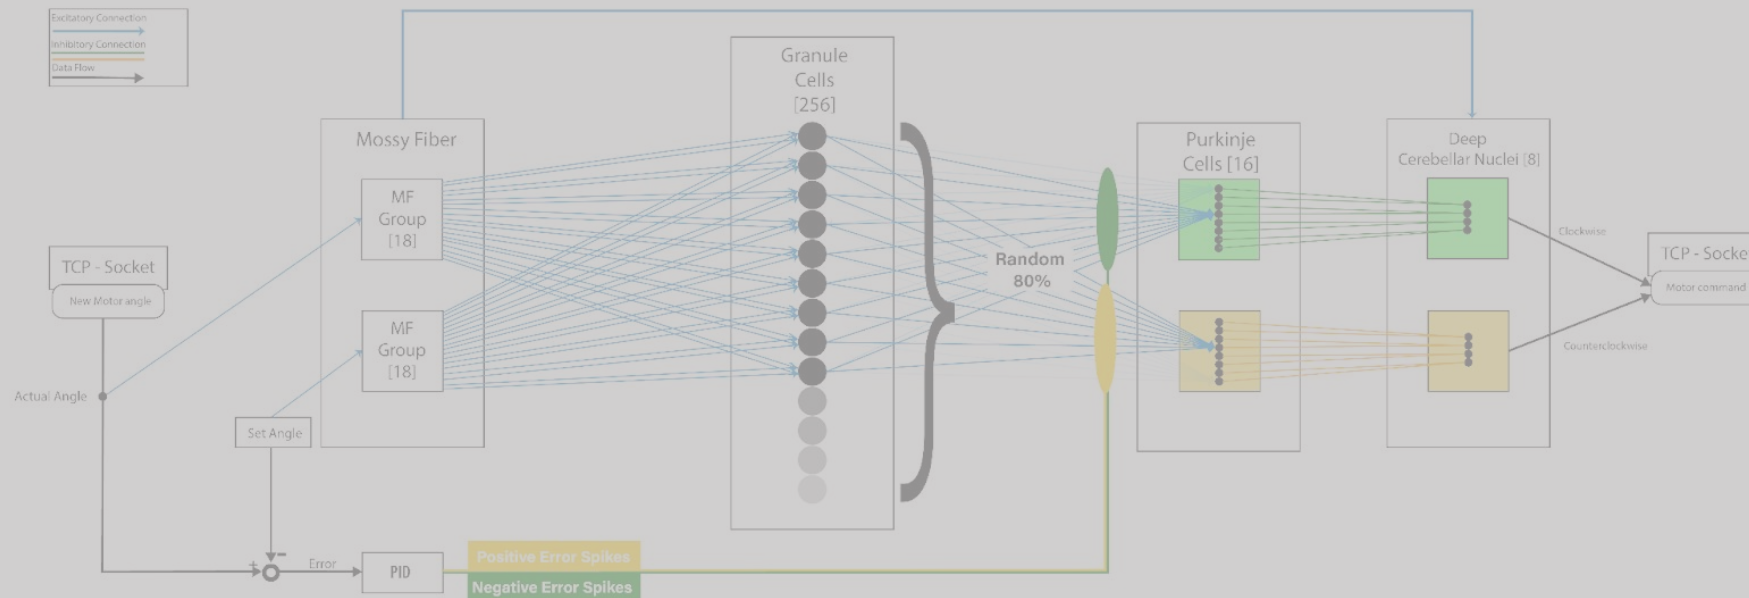 Excitatory Connection
Inhibitory Connection
Data Flow
Mossy Fiber
MF
Group
[18]
MF
Group
[18]
TCP - Socket
New Motor angle
Actual Angle
Set Angle
+
−
Error
PID
Positive Error Spikes
Negative Error Spikes
Granule
Cells
[256]
Random
80%
Purkinje
Cells [16]
Deep
Cerebellar Nuclei [8]
Clockwise
Counterclockwise
TCP - Socke
Motor command